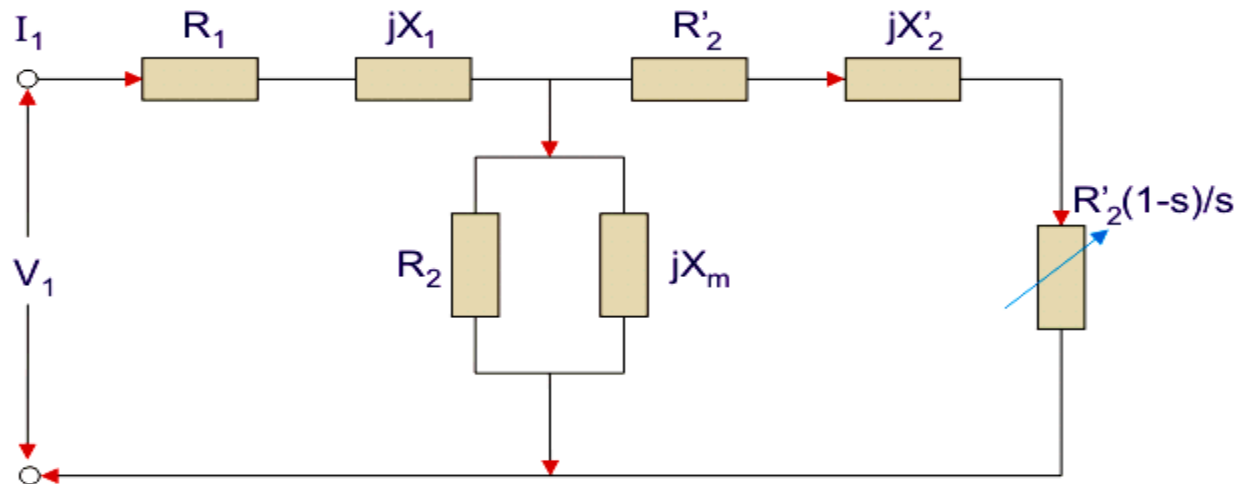 I₁
R₁
jX₁
R’₂
jX’₂
R’₂(1-s)/s
R₂
jXₘ
V₁